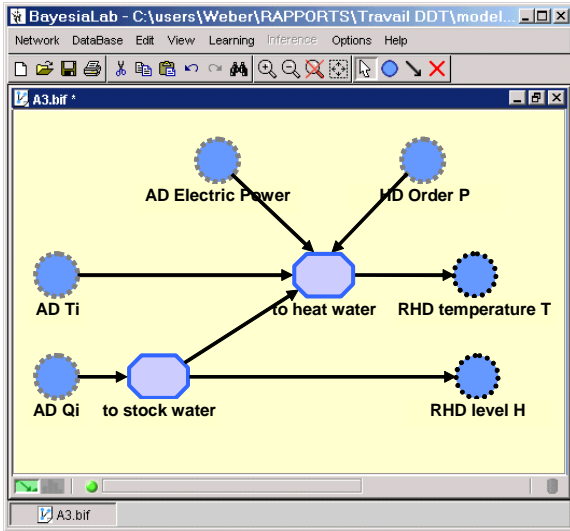 BayesiaLab - C:\users\Weber\RAPPORTS\Travail DDT\model...
Network DataBase Edit View Learning Inference Options Help
A3.bif *
AD Electric Power
HD Order P
AD Ti
to heat water
RHD temperature T
AD Qi
to stock water
RHD level H
A3.bif